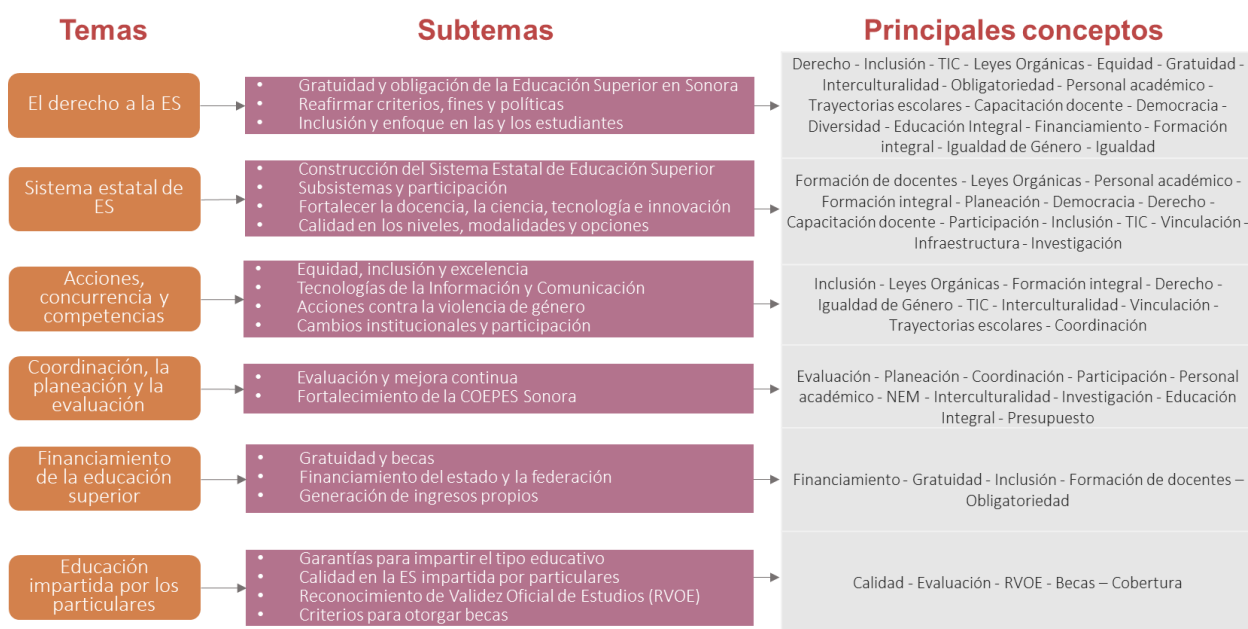 Temas
Subtemas
Principales conceptos
El derecho a la ES
• Gratuidad y obligación de la Educación Superior en Sonora
• Reafirmar criterios, fines y políticas
• Inclusión y enfoque en las y los estudiantes
Derecho - Inclusión - TIC - Leyes Orgánicas - Equidad - Gratuidad -
Interculturalidad - Obligatoriedad - Personal académico -
Trayectorias escolares - Capacitación docente - Democracia -
Diversidad - Educación Integral - Financiamiento - Formación
integral - Igualdad de Género - Igualdad
Sistema estatal de
ES
• Construcción del Sistema Estatal de Educación Superior
• Subsistemas y participación
• Fortalecer la docencia, la ciencia, tecnología e innovación
• Calidad en los niveles, modalidades y opciones
Formación de docentes - Leyes Orgánicas - Personal académico -
Formación integral - Planeación - Democracia - Derecho -
Capacitación docente - Participación - Inclusión - TIC - Vinculación -
Infraestructura - Investigación
Acciones,
concurrencia y
competencias
• Equidad, inclusión y excelencia
• Tecnologías de la Información y Comunicación
• Acciones contra la violencia de género
• Cambios institucionales y participación
Inclusión - Leyes Orgánicas - Formación integral - Derecho -
Igualdad de Género - TIC - Interculturalidad - Vinculación -
Trayectorias escolares - Coordinación
Coordinación, la
planeación y la
evaluación
• Evaluación y mejora continua
• Fortalecimiento de la COEPES Sonora
Evaluación - Planeación - Coordinación - Participación - Personal
académico - NEM - Interculturalidad - Investigación - Educación
Integral - Presupuesto
Financiamiento
de la educación
superior
• Gratuidad y becas
• Financiamiento del estado y la federación
• Generación de ingresos propios
Financiamiento - Gratuidad - Inclusión - Formación de docentes –
Obligatoriedad
Educación
impartida por los
particulares
• Garantías para impartir el tipo educativo
• Calidad en la ES impartida por particulares
• Reconocimiento de Validez Oficial de Estudios (RVOE)
• Criterios para otorgar becas
Calidad - Evaluación - RVOE - Becas – Cobertura